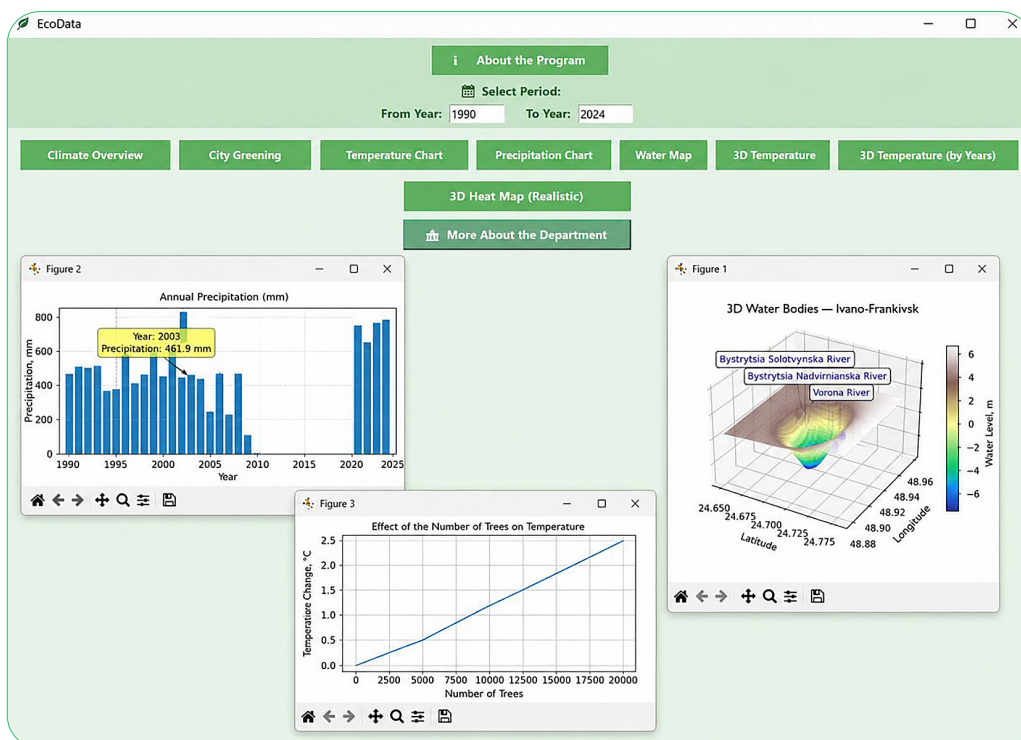 EcoData
About the Program
Select Period:
From Year: 1990 To Year: 2024
Climate Overview City Greening Temperature Chart Precipitation Chart Water Map 3D Temperature 3D Temperature (by Years)
3D Heat Map (Realistic)
More About the Department
Figure 2
Annual Precipitation (mm)
Precipitation, mm
800
600
400
200
0
Year: 2003
Precipitation: 461.9 mm
1990 1995 2000 2005 2010 2015 2020 2025
Year
Figure 1
3D Water Bodies — Ivano-Frankivsk
Bystrytsia Solotvynska River
Bystrytsia Nadvirnianska River
Vorona River
24.650
24.675
24.700
24.725
24.775
Latitude
48.96
48.94
48.92
48.90
48.88
Longitude
6
4
2
0
−2
−4
−6
Water Level, m
Figure 3
Effect of the Number of Trees on Temperature
Temperatiore Change, °C
2.5
2.0
1.5
1.0
0.5
0.0
0 2500 5000 7500 10000 12500 15000 17500 20000
Number of Trees